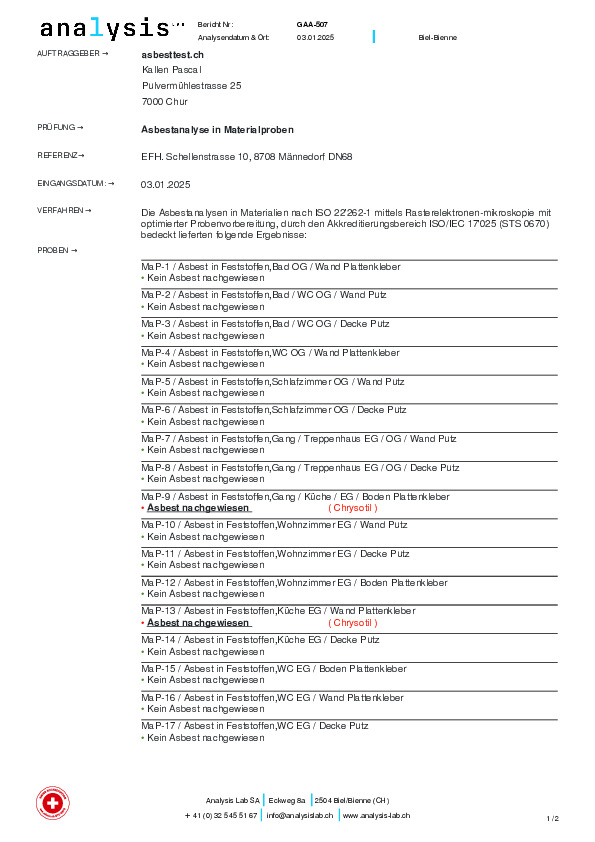 analysis
Bericht Nr: GAA-507
Analysendatum & Ort: 03.01.2025 Biel-Bienne
AUFTRAGGEBER → asbesttest.ch
Kallen Pascal
Pulvermühlestrasse 25
7000 Chur
PRÜFUNG → Asbestanalyse in Materialproben
REFERENZ→ EFH. Schellenstrasse 10, 8708 Männedorf DN68
EINGANGSDATUM: → 03.01.2025
VERFAHREN → Die Asbestanalysen in Materialien nach ISO 22'262-1 mittels Rasterelektronen-mikroskopie mit
optimierter Probenvorbereitung, durch den Akkreditierungsbereich ISO/IEC 17'025 (STS 0670)
bedeckt lieferten folgende Ergebnisse:
PROBEN →
MaP-1 / Asbest in Feststoffen,Bad OG / Wand Plattenkleber
• Kein Asbest nachgewiesen
MaP-2 / Asbest in Feststoffen,Bad / WC OG / Wand Putz
• Kein Asbest nachgewiesen
MaP-3 / Asbest in Feststoffen,Bad / WC OG / Decke Putz
• Kein Asbest nachgewiesen
MaP-4 / Asbest in Feststoffen,WC OG / Wand Plattenkleber
• Kein Asbest nachgewiesen
MaP-5 / Asbest in Feststoffen,Schlafzimmer OG / Wand Putz
• Kein Asbest nachgewiesen
MaP-6 / Asbest in Feststoffen,Schlafzimmer OG / Decke Putz
• Kein Asbest nachgewiesen
MaP-7 / Asbest in Feststoffen,Gang / Treppenhaus EG / OG / Wand Putz
• Kein Asbest nachgewiesen
MaP-8 / Asbest in Feststoffen,Gang / Treppenhaus EG / OG / Decke Putz
• Kein Asbest nachgewiesen
MaP-9 / Asbest in Feststoffen,Gang / Küche / EG / Boden Plattenkleber
• Asbest nachgewiesen ( Chrysotil )
MaP-10 / Asbest in Feststoffen,Wohnzimmer EG / Wand Putz
• Kein Asbest nachgewiesen
MaP-11 / Asbest in Feststoffen,Wohnzimmer EG / Decke Putz
• Kein Asbest nachgewiesen
MaP-12 / Asbest in Feststoffen,Wohnzimmer EG / Boden Plattenkleber
• Kein Asbest nachgewiesen
MaP-13 / Asbest in Feststoffen,Küche EG / Wand Plattenkleber
• Asbest nachgewiesen ( Chrysotil )
MaP-14 / Asbest in Feststoffen,Küche EG / Decke Putz
• Kein Asbest nachgewiesen
MaP-15 / Asbest in Feststoffen,WC EG / Boden Plattenkleber
• Kein Asbest nachgewiesen
MaP-16 / Asbest in Feststoffen,WC EG / Wand Plattenkleber
• Kein Asbest nachgewiesen
MaP-17 / Asbest in Feststoffen,WC EG / Decke Putz
• Kein Asbest nachgewiesen
Analysis Lab SA | Eckweg 8a | 2504 Biel/Bienne (CH)
+ 41 (0) 32 545 51 67 | info@analysislab.ch | www.analysis-lab.ch
1 / 2